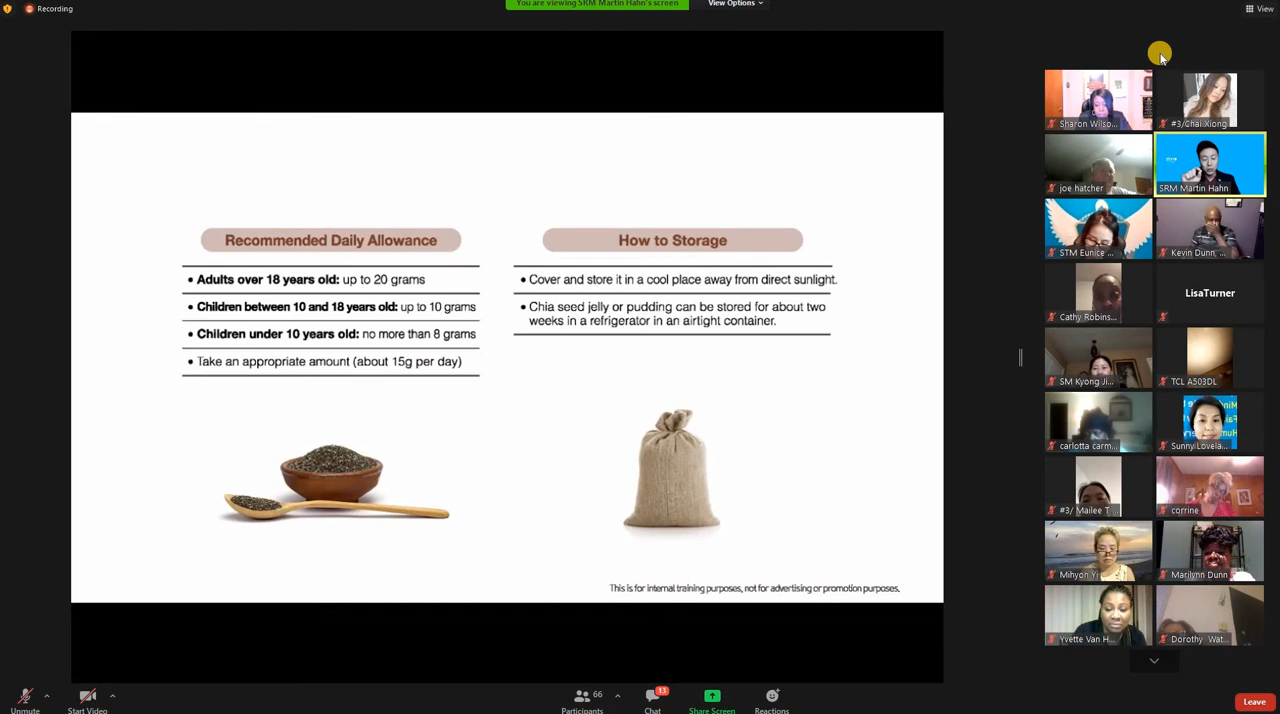 Recording
You are viewing SRM Martin Hahn's screen
View Options
View
Recommended Daily Allowance
• Adults over 18 years old: up to 20 grams
• Children between 10 and 18 years old: up to 10 grams
• Children under 10 years old: no more than 8 grams
• Take an appropriate amount (about 15g per day)
How to Storage
• Cover and store it in a cool place away from direct sunlight.
• Chia seed jelly or pudding can be stored for about two
weeks in a refrigerator in an airtight container.
This is for internal training purposes, not for advertising or promotion purposes.
Sharon Wilso...
#3/Chai Xiong
joe hatcher
SRM Martin Hahn
STM Eunice ...
Kevin Dunn, ...
Cathy Robins...
LisaTurner
SM Kyong Ji...
TCL A503DL
carlotta carm...
Sunny Lovela...
#3/ Mailee T ...
corrine
Mihyon Yi
Marilynn Dunn
Yvette Van H...
Dorothy Wat...
Unmute
Start Video
66
Participants
13
Chat
Share Screen
Reactions
Leave